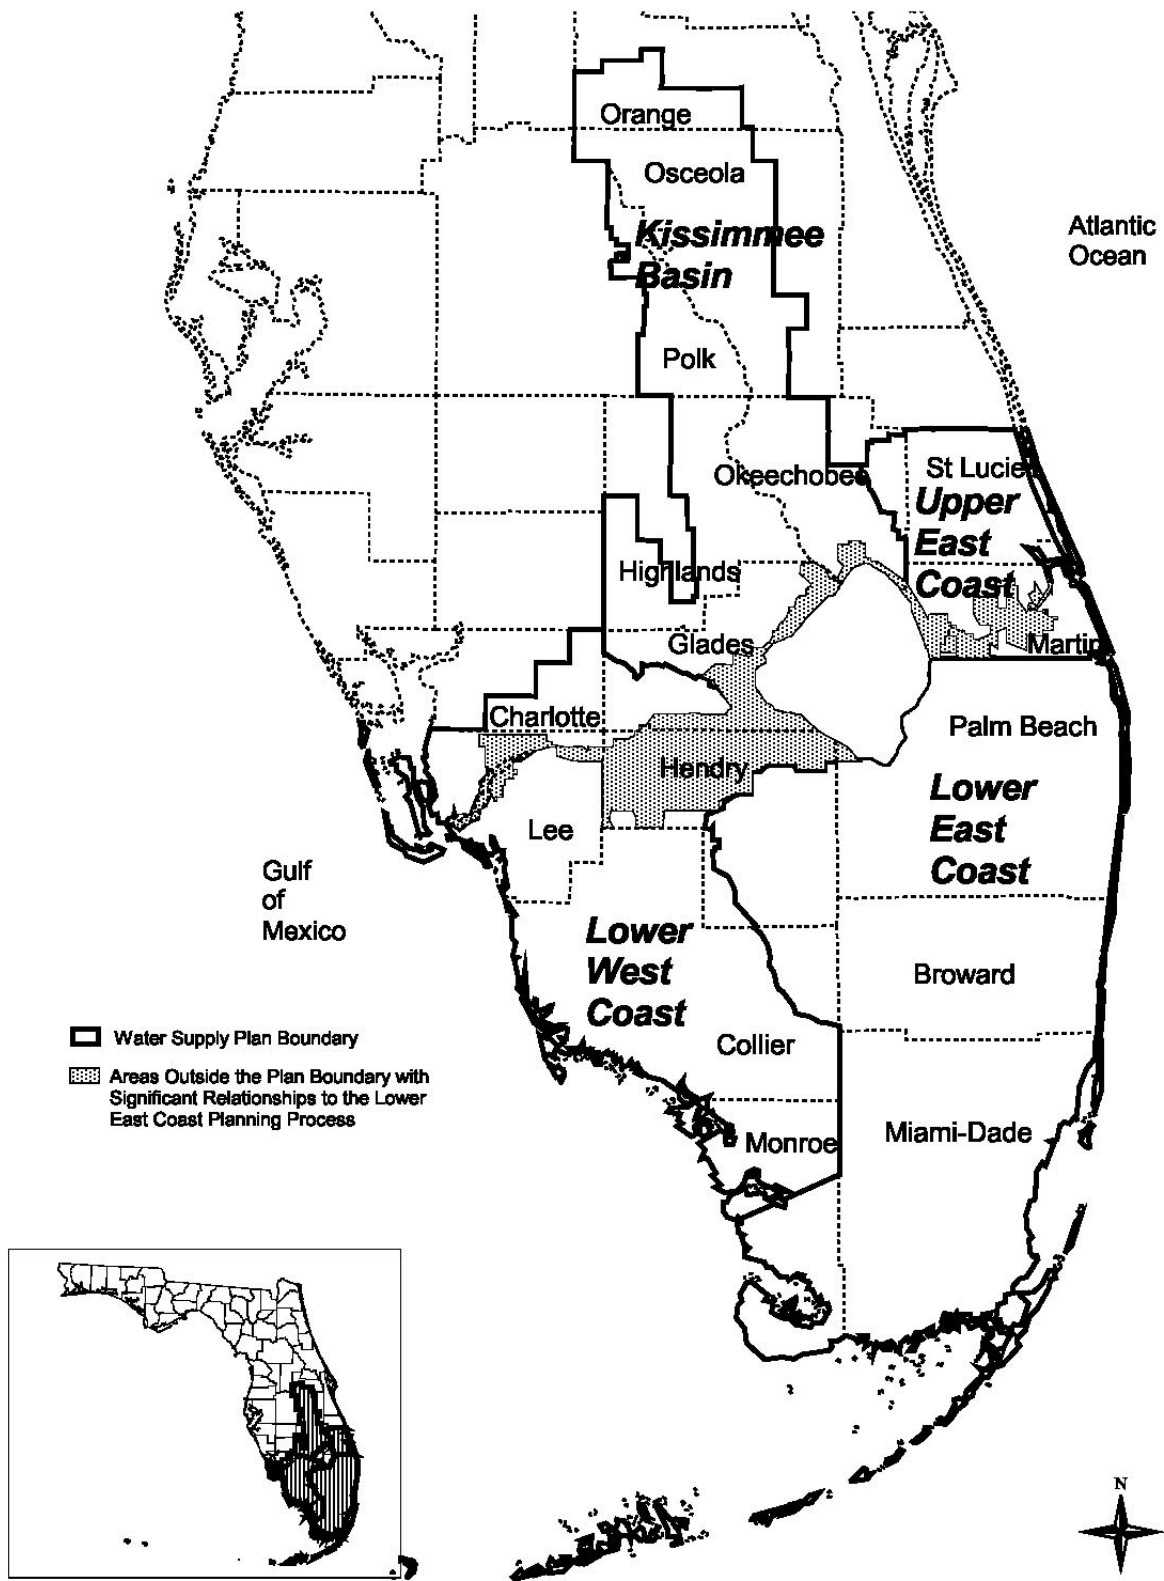 Orange
Osceola
Kissimmee
Basin
Atlantic
Ocean
Polk
Okeechobee
St Lucie
Upper
East
Coast
Highlands
Glades
Martin
Charlotte
Palm Beach
Hendry
Lower
East
Coast
Lee
Gulf
of
Mexico
Lower
West
Coast
Broward
Water Supply Plan Boundary
Collier
Areas Outside the Plan Boundary with
Significant Relationships to the Lower
East Coast Planning Process
Monroe
Miami-Dade
N